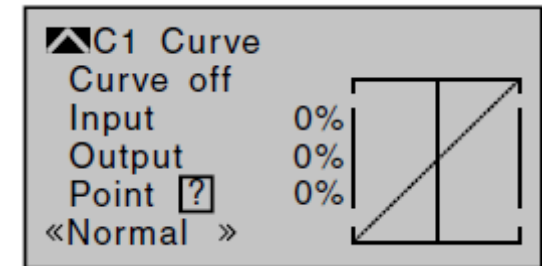 C1 Curve
Curve off
Input 0%
Output 0%
Point ? 0%
«Normal »